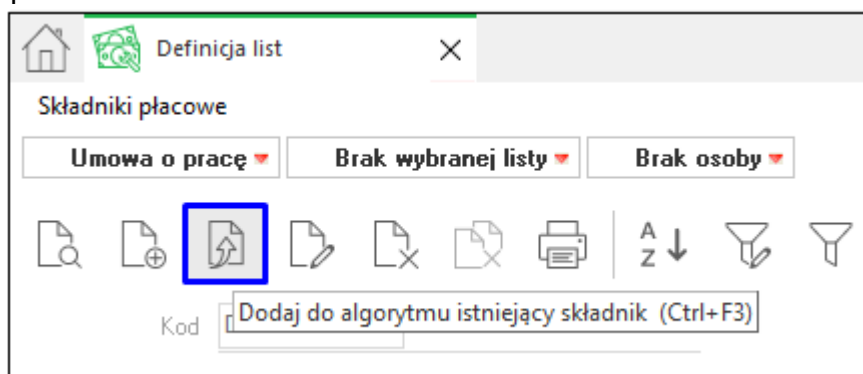 Definicja list
Składniki płacowe
Umowa o pracę Brak wybranej listy Brak osoby
A
Z
Dodaj do algorytmu istniejący składnik (Ctrl+F3)
Kod